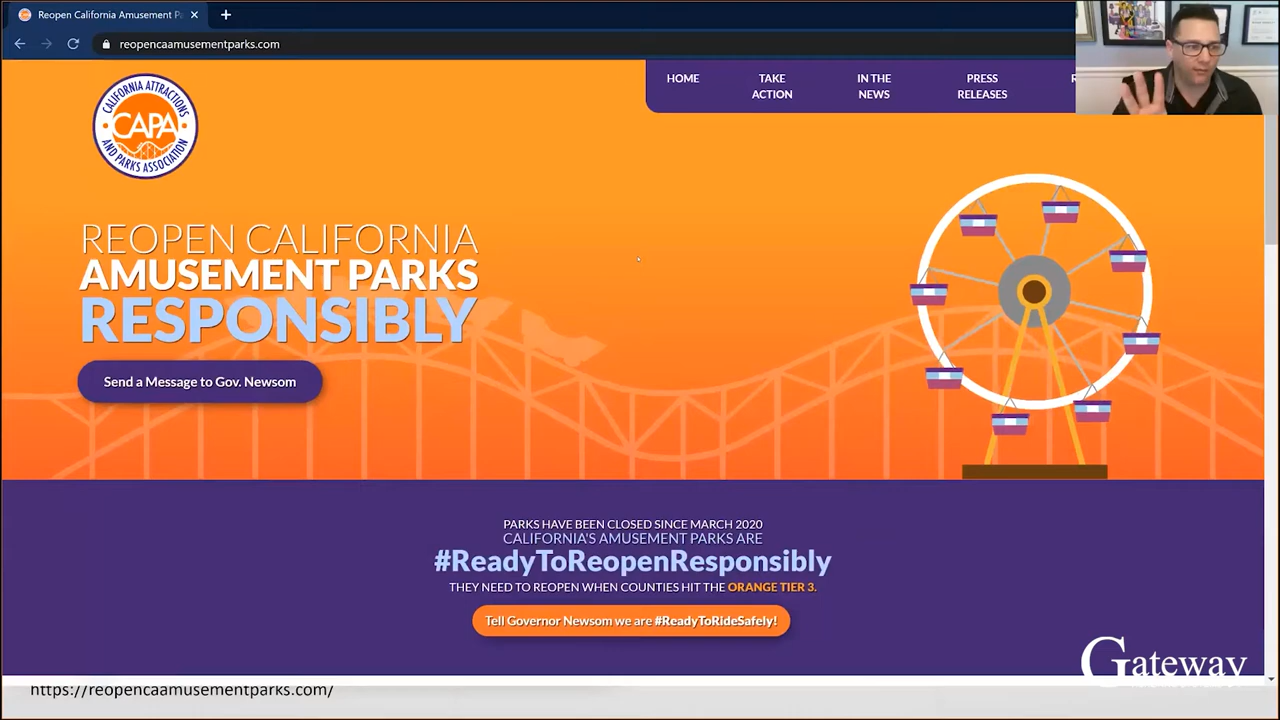 Reopen California Amusement Pa
reopencaamusementparks.com
HOME
TAKE
ACTION
IN THE
NEWS
PRESS
RELEASES
CALIFORNIA ATTRACTIONS
CAPA
AND PARKS ASSOCIATION
REOPEN CALIFORNIA
AMUSEMENT PARKS
RESPONSIBLY
Send a Message to Gov. Newsom
PARKS HAVE BEEN CLOSED SINCE MARCH 2020
CALIFORNIA'S AMUSEMENT PARKS ARE
#ReadyToReopenResponsibly
THEY NEED TO REOPEN WHEN COUNTIES HIT THE ORANGE TIER 3.
Tell Governor Newsom we are #ReadyToRideSafely!
Gateway
https://reopencaamusementparks.com/